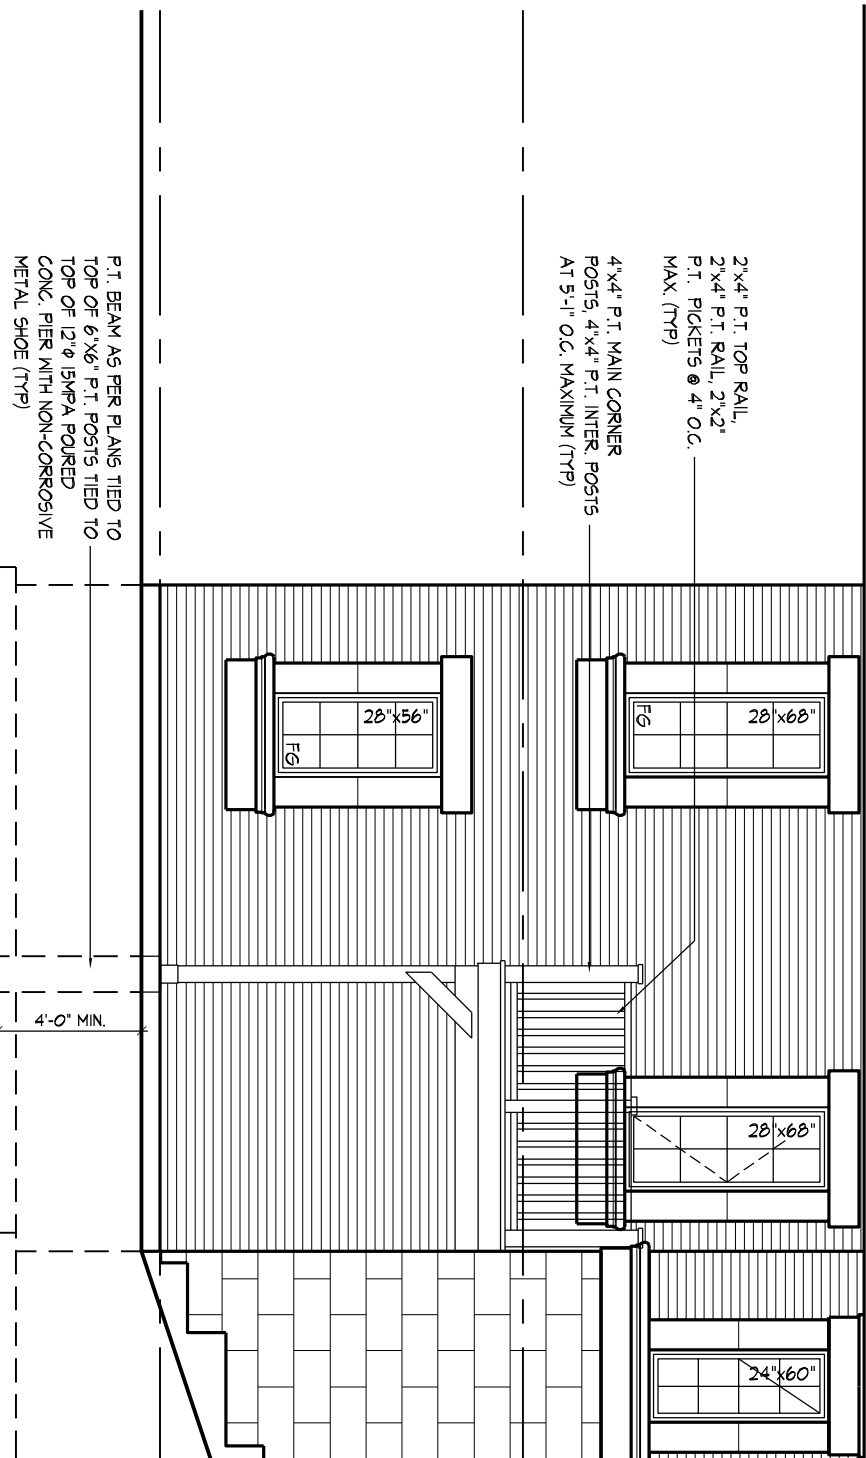 2"x4" P.T. TOP RAIL,
2"x4" P.T. RAIL, 2"x2"
P.T. PICKETS @ 4" O.C.
MAX. (TYP)
4"x4" P.T. MAIN CORNER
POSTS, 4"x4" P.T. INTER. POSTS
AT 5'-1" O.C. MAXIMUM (TYP)
P.T. BEAM AS PER PLANS TIED TO
TOP OF 6"X6" P.T. POSTS TIED TO
TOP OF 12"ø 15MPA POURED
CONC. PIER WITH NON-CORROSIVE
METAL SHOE (TYP)
28"x68"
FG
28"x56"
FG
28"x68"
24"x60"
4'-0" MIN.